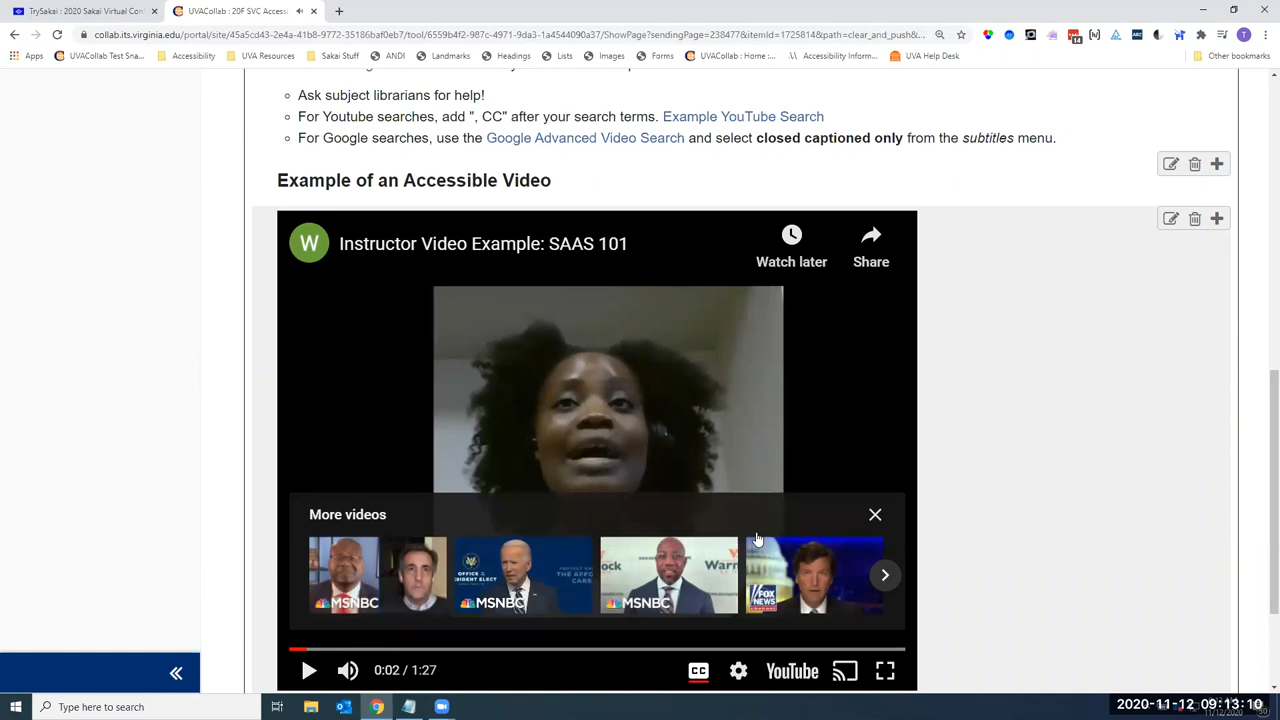 TrySakai : 2020 Sakai Virtual Con
UVACollab : 20F SVC Access
collab.its.virginia.edu/portal/site/45a5cd43-2e4a-41b8-9772-35186baf0eb7/tool/6559b4f2-987c-4971-9da3-1a4544090a37/ShowPage?sendingPage=238477&itemId=1725814&path=clear_and_push&...
14
ABC
T
Apps
UVACollab Test Sna...
Accessibility
UVA Resources
Sakai Stuff
ANDI
Landmarks
Headings
Lists
Images
Forms
UVACollab : Home :...
Accessibility Inform...
UVA Help Desk
Other bookmarks
Ask subject librarians for help!
For Youtube searches, add ", CC" after your search terms. Example YouTube Search
For Google searches, use the Google Advanced Video Search and select closed captioned only from the subtitles menu.
Example of an Accessible Video
W
Instructor Video Example: SAAS 101
Watch later
Share
More videos
MSNBC
OFFICE OF
MSNBC
MSNBC
FOX
NEWS
0:02 / 1:27
CC
YouTube
Type here to search
2020-11-12 09:13:10